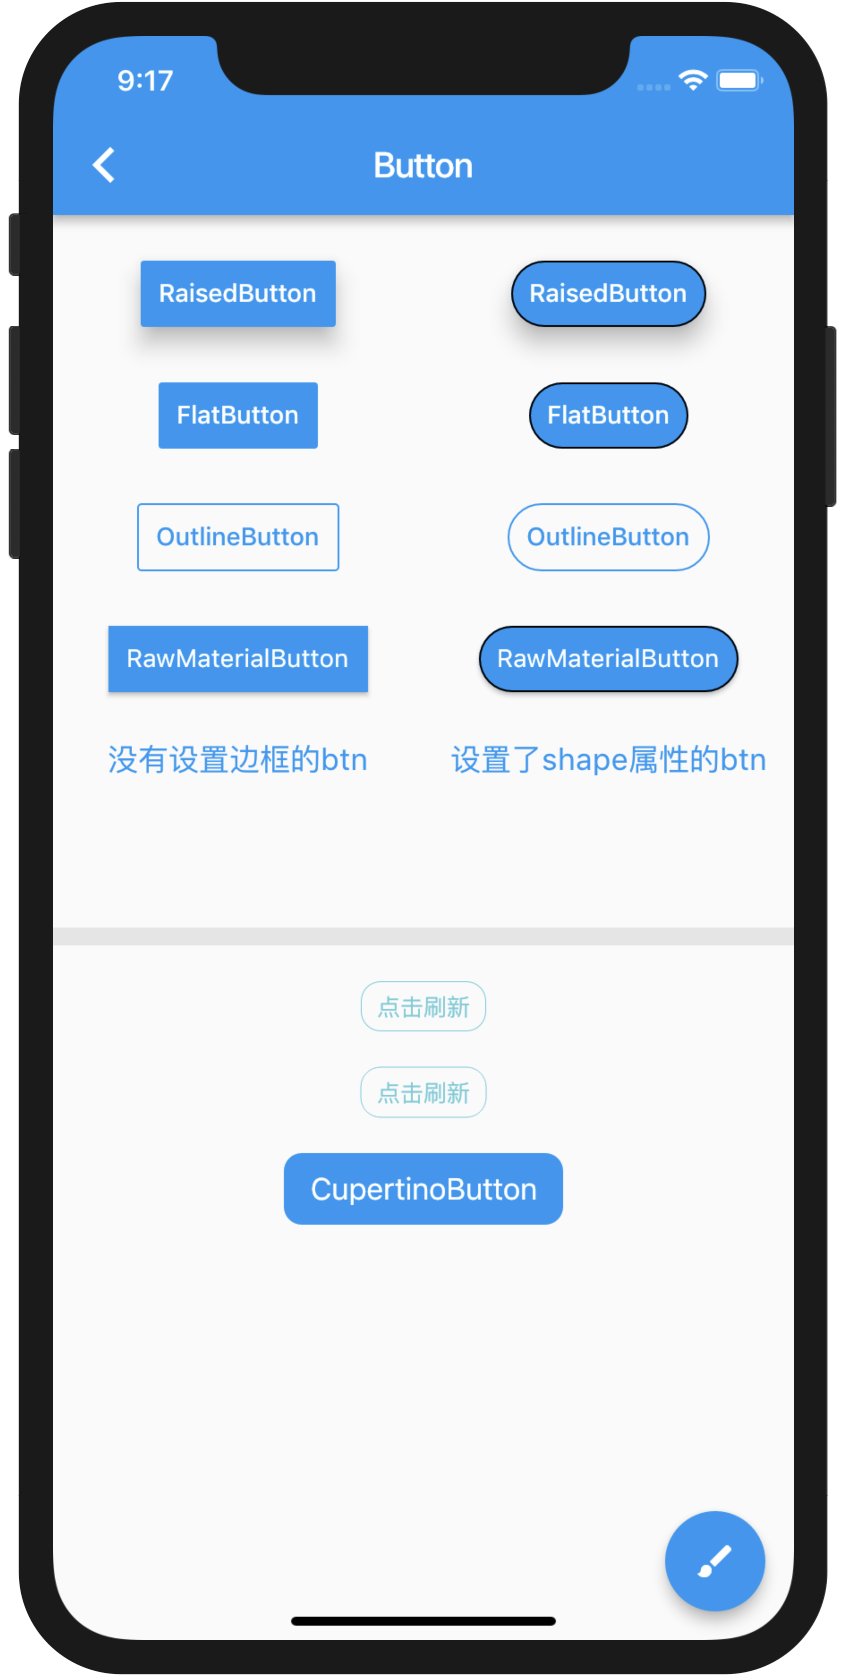 9:17
Button
RaisedButton RaisedButton
FlatButton FlatButton
OutlineButton OutlineButton
RawMaterialButton RawMaterialButton
没有设置边框的btn 设置了shape属性的btn
点击刷新
点击刷新
CupertinoButton